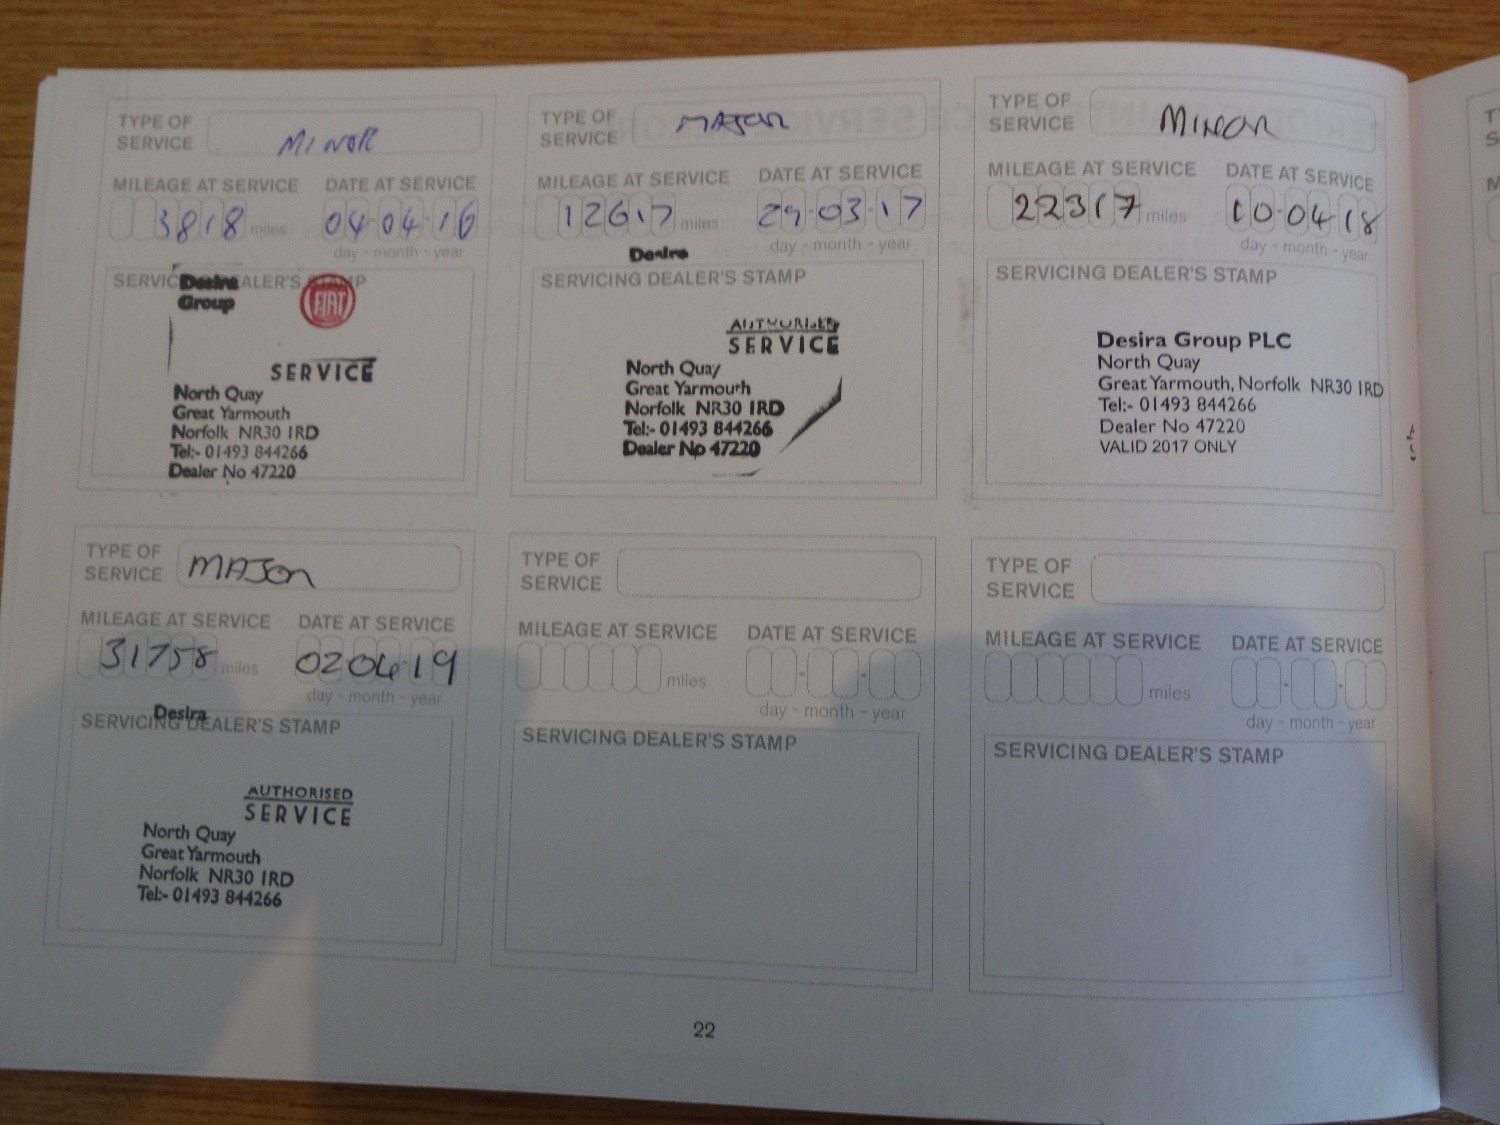 TYPE OF
SERVICE
MINOR
MILEAGE AT SERVICE
DATE AT SERVICE
3818 miles
04-04-16
day - month - year
SERVICING DEALER'S STAMP
Desira
Group
FIAT
SERVICE
North Quay
Great Yarmouth
Norfolk NR30 1RD
Tel:- 01493 844266
Dealer No 47220
TYPE OF
SERVICE
MAJOR
MILEAGE AT SERVICE
DATE AT SERVICE
12617 miles
29-03-17
day - month - year
Desira
SERVICING DEALER'S STAMP
AUTHORISED
SERVICE
North Quay
Great Yarmouth
Norfolk NR30 1RD
Tel:- 01493 844266
Dealer No 47220
TYPE OF
SERVICE
MINOR
MILEAGE AT SERVICE
DATE AT SERVICE
22317 miles
10-04-18
day - month - year
SERVICING DEALER'S STAMP
Desira Group PLC
North Quay
Great Yarmouth, Norfolk NR30 1RD
Tel:- 01493 844266
Dealer No 47220
VALID 2017 ONLY
TYPE OF
SERVICE
MAJOR
MILEAGE AT SERVICE
DATE AT SERVICE
31758 miles
02-04-19
day - month - year
Desira
SERVICING DEALER'S STAMP
AUTHORISED
SERVICE
North Quay
Great Yarmouth
Norfolk NR30 1RD
Tel:- 01493 844266
TYPE OF
SERVICE
MILEAGE AT SERVICE
DATE AT SERVICE
miles
day - month - year
SERVICING DEALER'S STAMP
TYPE OF
SERVICE
MILEAGE AT SERVICE
DATE AT SERVICE
miles
day - month - year
SERVICING DEALER'S STAMP
22